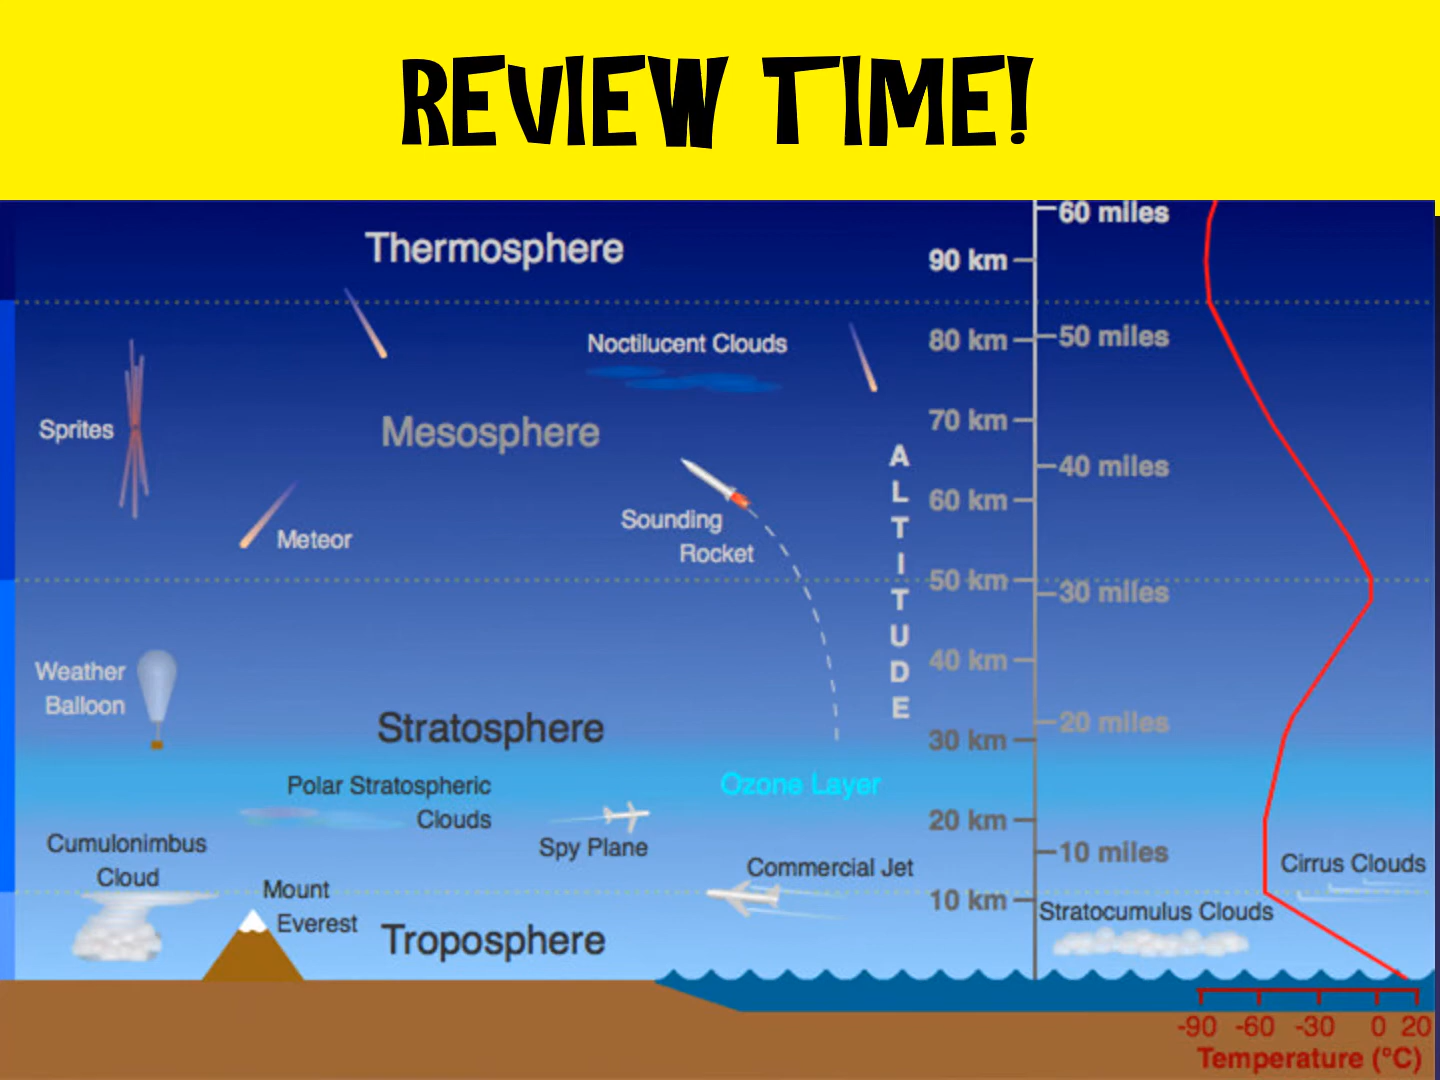 REVIEW TIME!
Thermosphere
60 miles
90 km
Noctilucent Clouds
80 km
50 miles
Sprites
Mesosphere
70 km
40 miles
60 km
Sounding
Rocket
Meteor
ALTITUDE
50 km
30 miles
Weather
Balloon
40 km
Stratosphere
20 miles
30 km
Polar Stratospheric
Clouds
Ozone Layer
20 km
Spy Plane
Cumulonimbus
Cloud
10 miles
Commercial Jet
Cirrus Clouds
Mount
Everest
10 km
Stratocumulus Clouds
Troposphere
-90 -60 -30 0 20
Temperature (°C)